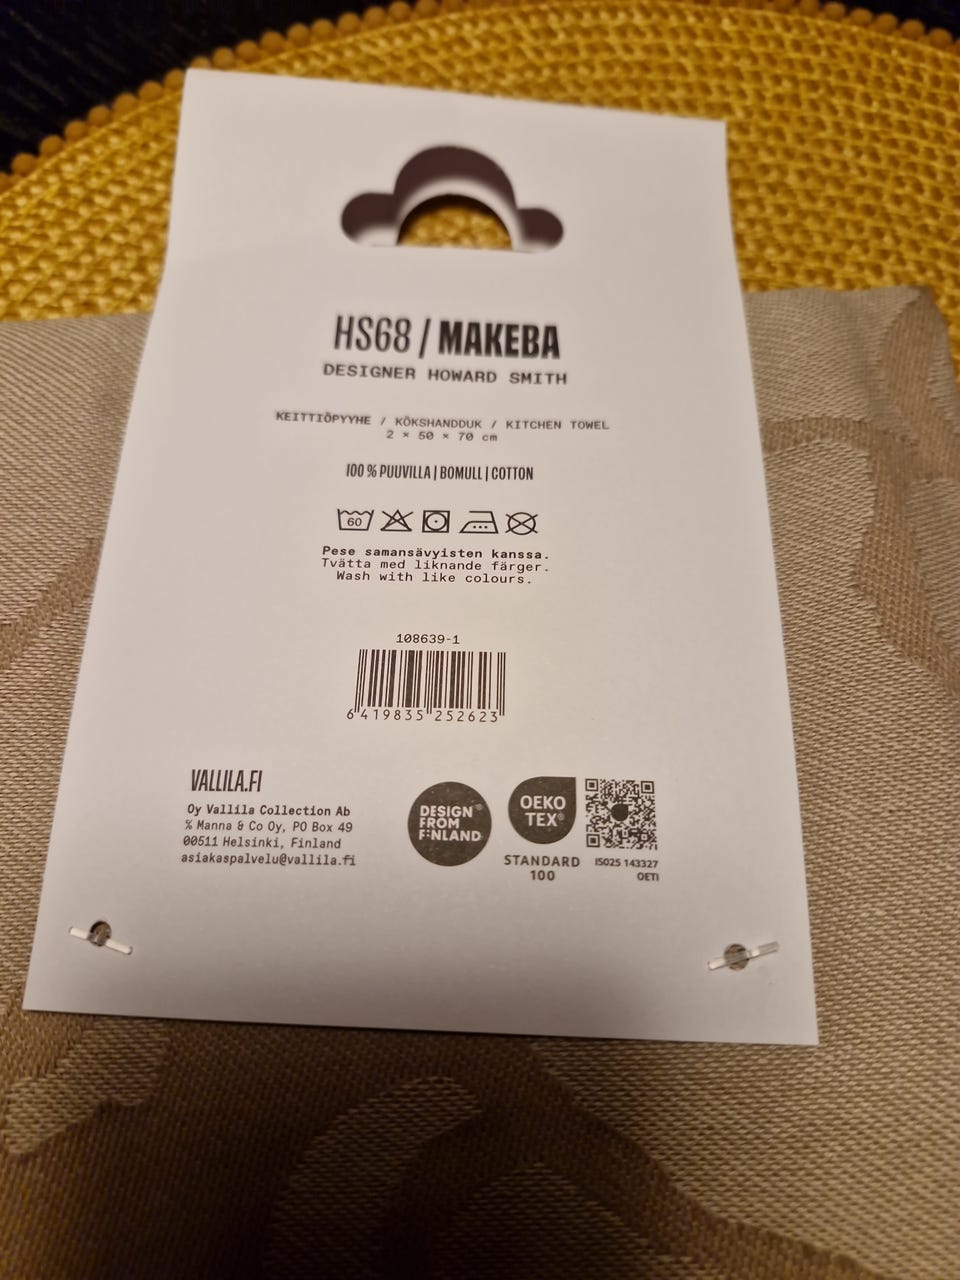 HS68 / MAKEBA
DESIGNER HOWARD SMITH
KEITTIÖPYYHE / KÖKSHANDDUK / KITCHEN TOWEL
2 × 50 × 70 cm
100 % PUUVILLA | BOMULL | COTTON
60
Pese samansävyisten kanssa.
Tvätta med liknande färger.
Wash with like colours.
108639-1
6 419835 252623
VALLILA.FI
Oy Vallila Collection Ab
℅ Manna & Co Oy, PO Box 49
00511 Helsinki, Finland
asiakaspalvelu@vallila.fi
DESIGN®
FROM
FINLAND
OEKO
TEX®
STANDARD
100
IS025 143327
OETI